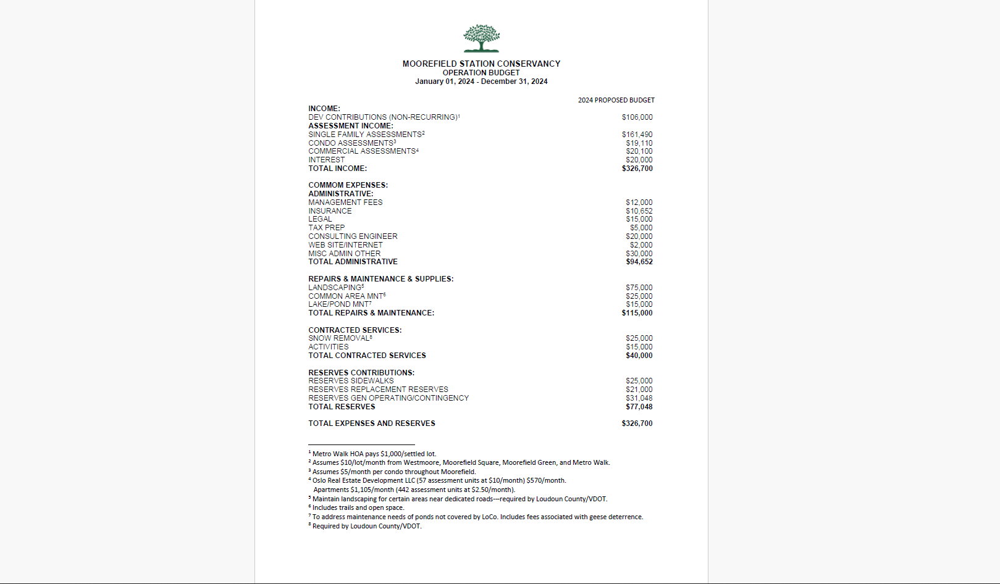 MOOREFIELD STATION CONSERVANCY
OPERATION BUDGET
January 01, 2024 - December 31, 2024
2024 PROPOSED BUDGET
INCOME:
DEV CONTRIBUTIONS (NON-RECURRING)¹ $106,000
ASSESSMENT INCOME:
SINGLE FAMILY ASSESSMENTS² $161,490
CONDO ASSESSMENTS³ $19,110
COMMERCIAL ASSESSMENTS⁴ $20,100
INTEREST $20,000
TOTAL INCOME: $326,700
COMMOM EXPENSES:
ADMINISTRATIVE:
MANAGEMENT FEES $12,000
INSURANCE $10,652
LEGAL $15,000
TAX PREP $5,000
CONSULTING ENGINEER $20,000
WEB SITE/INTERNET $2,000
MISC ADMIN OTHER $30,000
TOTAL ADMINISTRATIVE $94,652
REPAIRS & MAINTENANCE & SUPPLIES:
LANDSCAPING⁵ $75,000
COMMON AREA MNT⁶ $25,000
LAKE/POND MNT⁷ $15,000
TOTAL REPAIRS & MAINTENANCE: $115,000
CONTRACTED SERVICES:
SNOW REMOVAL⁸ $25,000
ACTIVITIES $15,000
TOTAL CONTRACTED SERVICES $40,000
RESERVES CONTRIBUTIONS:
RESERVES SIDEWALKS $25,000
RESERVES REPLACEMENT RESERVES $21,000
RESERVES GEN OPERATING/CONTINGENCY $31,048
TOTAL RESERVES $77,048
TOTAL EXPENSES AND RESERVES $326,700
¹ Metro Walk HOA pays $1,000/settled lot.
² Assumes $10/lot/month from Westmoore, Moorefield Square, Moorefield Green, and Metro Walk.
³ Assumes $5/month per condo throughout Moorefield.
⁴ Oslo Real Estate Development LLC (57 assessment units at $10/month) $570/month.
Apartments $1,105/month (442 assessment units at $2.50/month).
⁵ Maintain landscaping for certain areas near dedicated roads---required by Loudoun County/VDOT.
⁶ Includes trails and open space.
⁷ To address maintenance needs of ponds not covered by LoCo. Includes fees associated with geese deterrence.
⁸ Required by Loudoun County/VDOT.